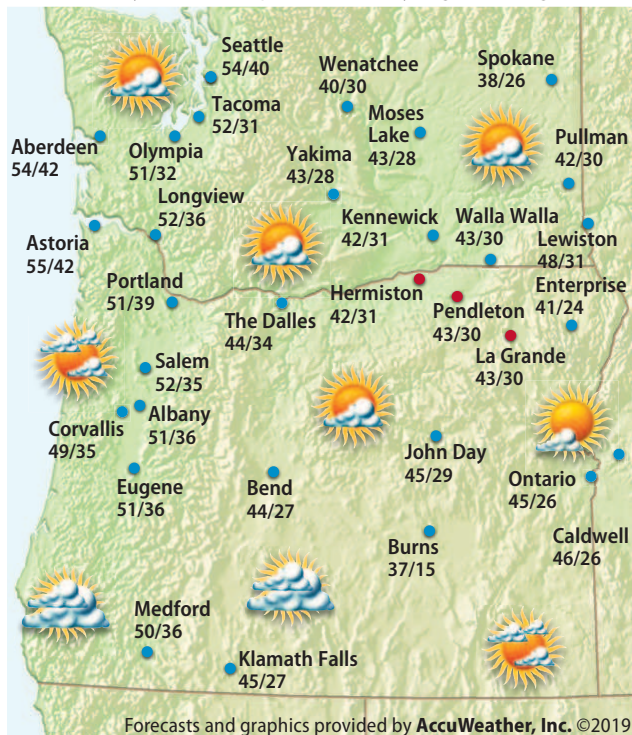 Seattle
54/40
Wenatchee
40/30
Spokane
38/26
Tacoma
52/31
Moses
Lake
43/28
Aberdeen
54/42
Olympia
51/32
Yakima
43/28
Pullman
42/30
Longview
52/36
Kennewick
42/31
Walla Walla
43/30
Lewiston
48/31
Astoria
55/42
Portland
51/39
The Dalles
44/34
Hermiston
42/31
Pendleton
43/30
Enterprise
41/24
La Grande
43/30
Salem
52/35
Corvallis
49/35
Albany
51/36
John Day
45/29
Ontario
45/26
Eugene
51/36
Bend
44/27
Caldwell
46/26
Burns
37/15
Medford
50/36
Klamath Falls
45/27
Forecasts and graphics provided by AccuWeather, Inc. ©2019